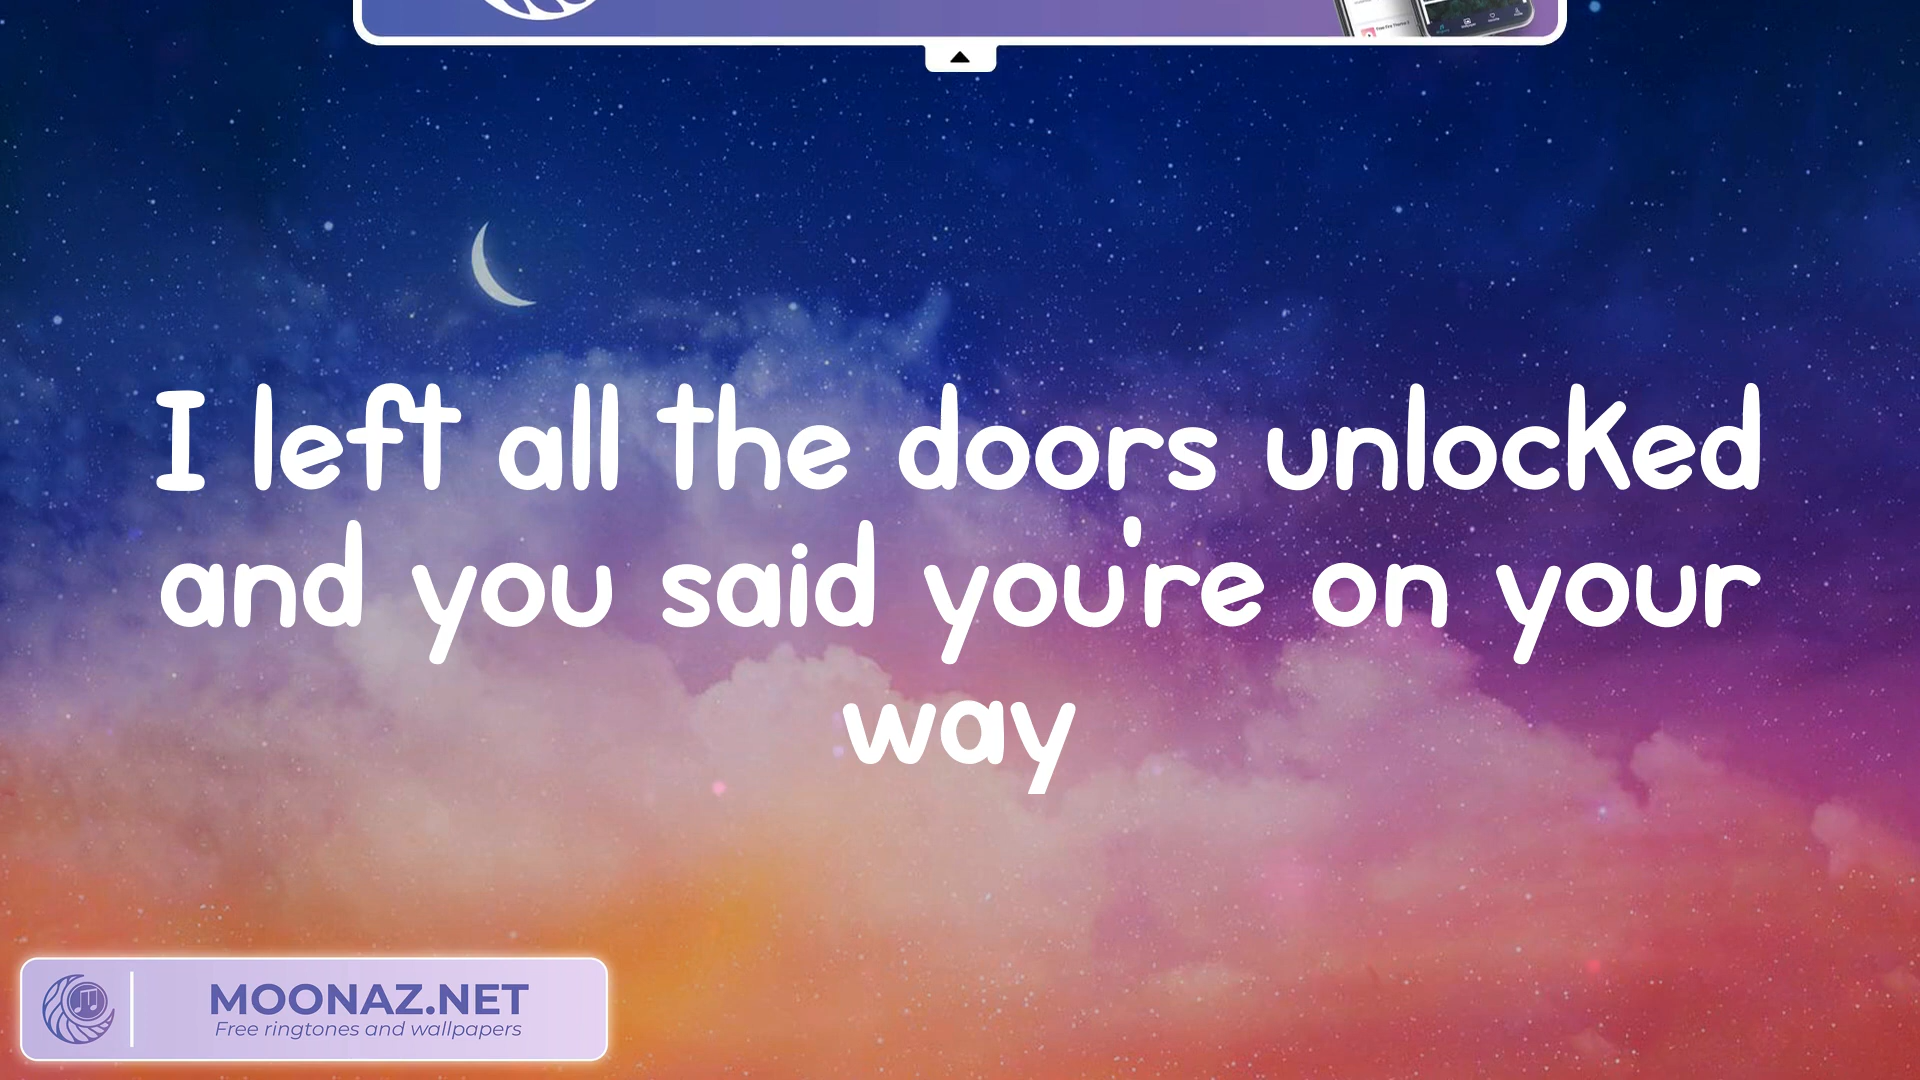 I left all the doors unlocked
and you said you're on your
way
MOONAZ.NET
Free ringtones and wallpapers